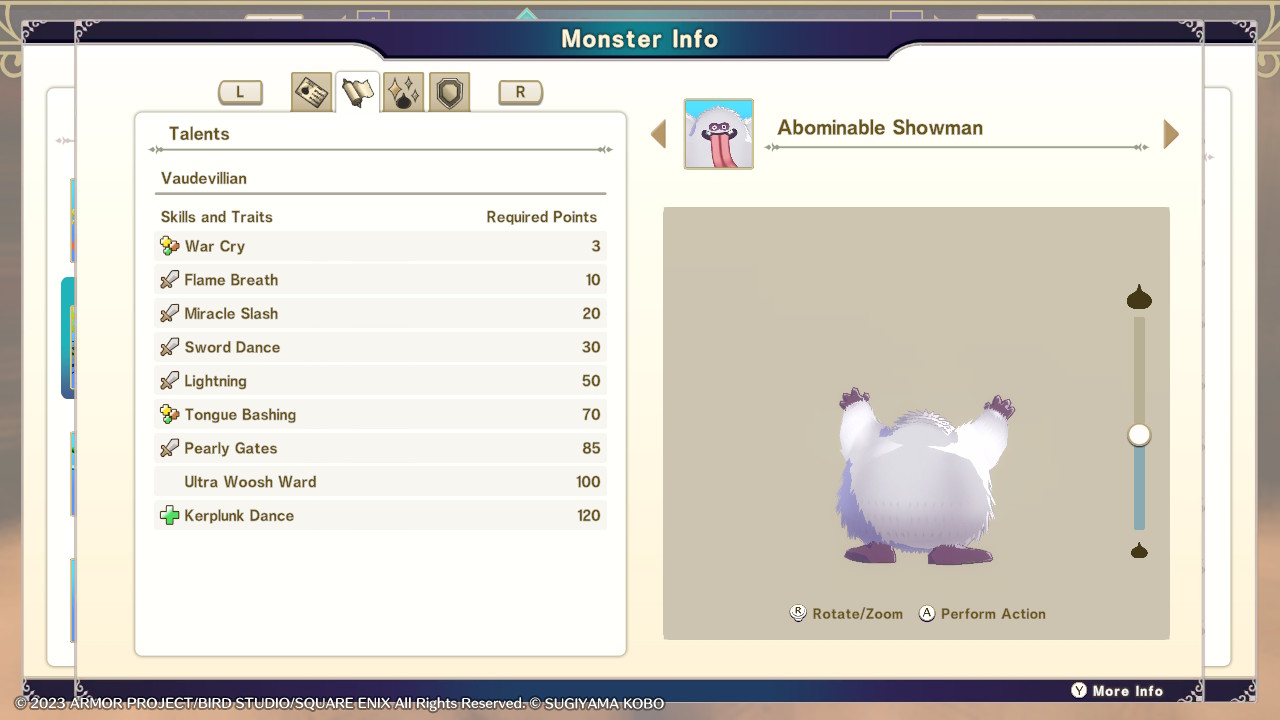 Monster Info
L
R
Talents
Vaudevillian
Skills and Traits Required Points
War Cry 3
Flame Breath 10
Miracle Slash 20
Sword Dance 30
Lightning 50
Tongue Bashing 70
Pearly Gates 85
Ultra Woosh Ward 100
Kerplunk Dance 120
Abominable Showman
R Rotate/Zoom A Perform Action
Y More Info
© 2023 ARMOR PROJECT/BIRD STUDIO/SQUARE ENIX All Rights Reserved. © SUGIYAMA KOBO